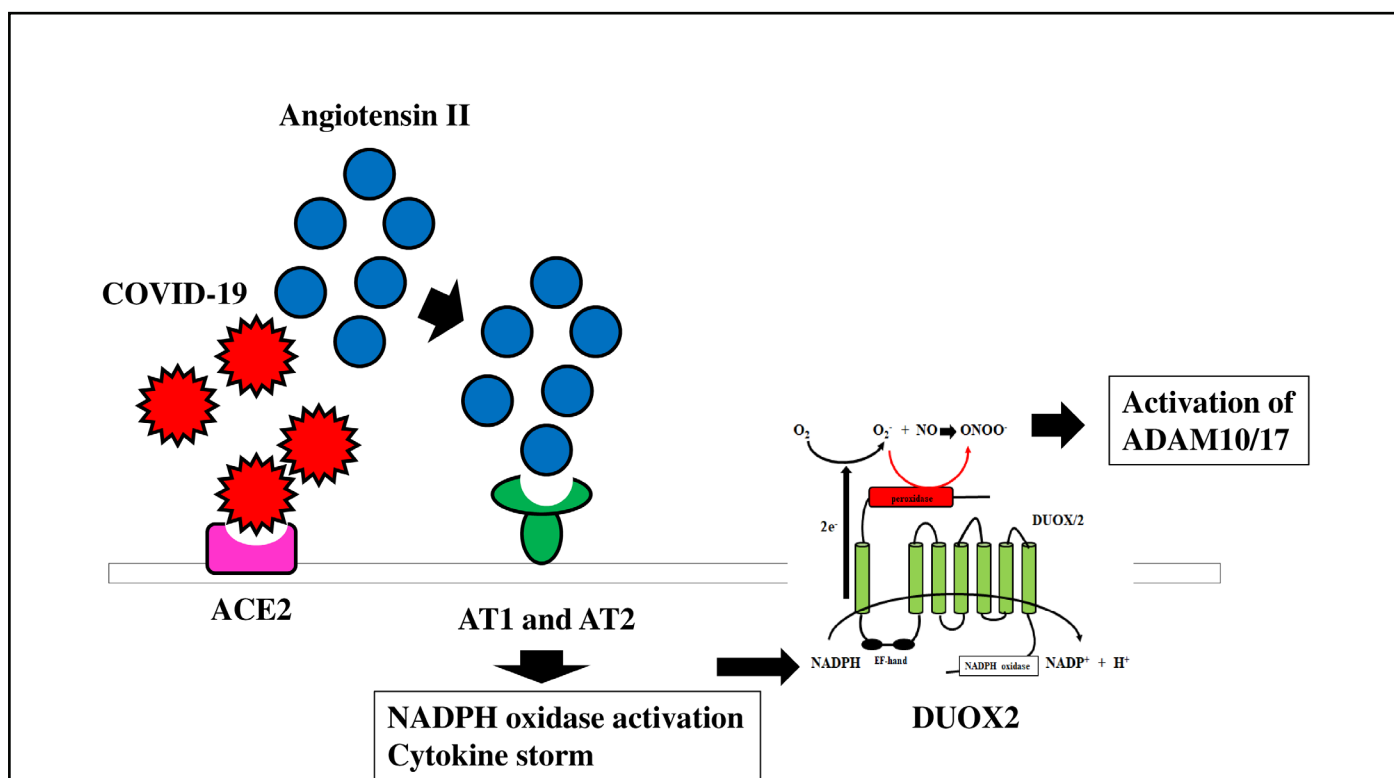 Angiotensin II
COVID-19
ACE2
AT1 and AT2
NADPH oxidase activation
Cytokine storm
O₂ O₂⁻ + NO ONOO⁻
peroxidase
2e⁻
DUOX/2
NADPH
EF-hand
NADPH oxidase
NADP⁺ + H⁺
DUOX2
Activation of
ADAM10/17